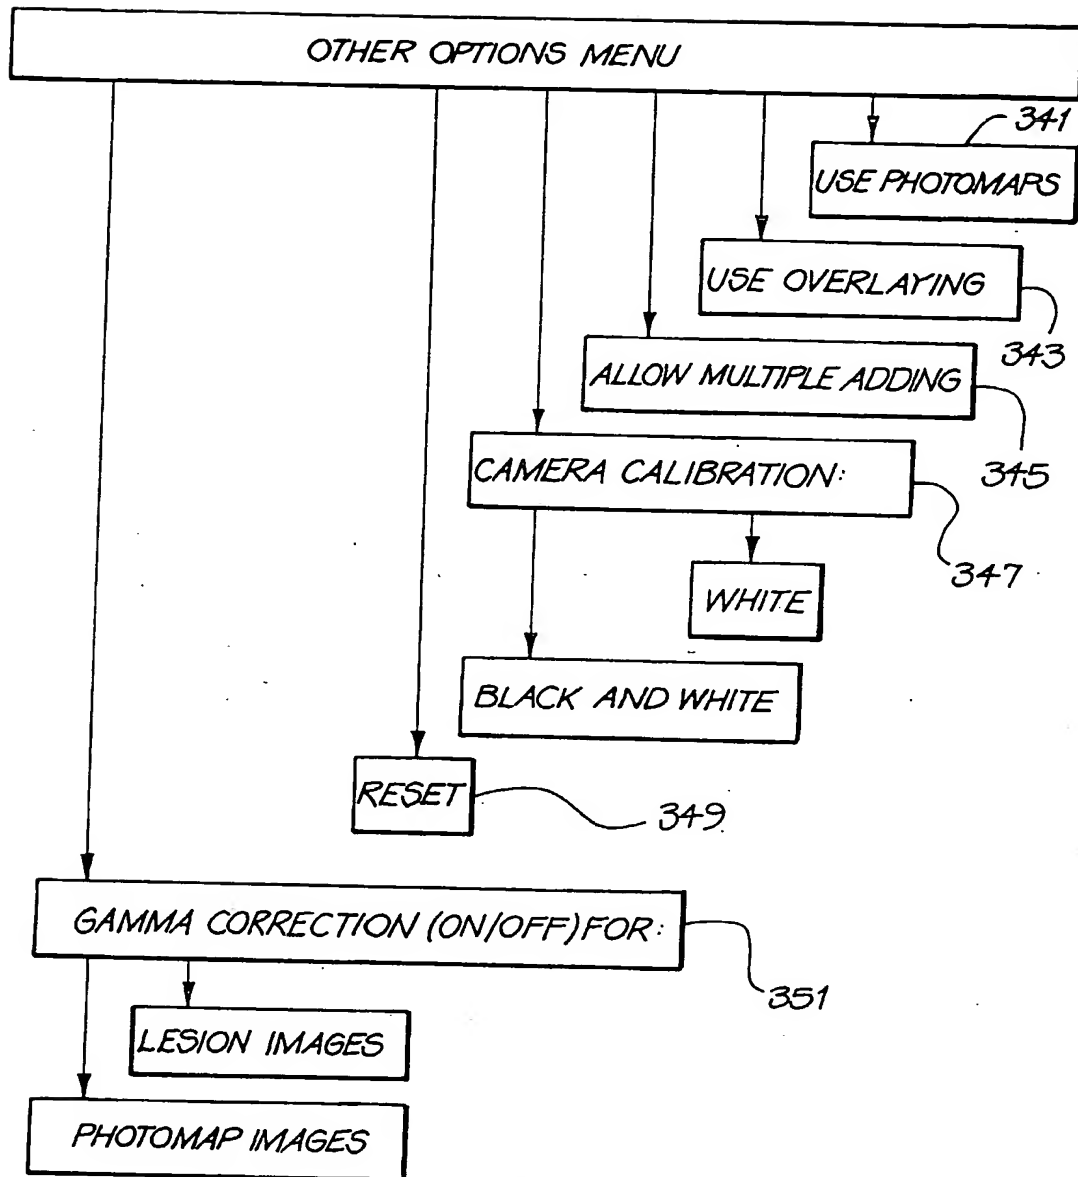 OTHER OPTIONS MENU
341
USE PHOTOMAPS
USE OVERLAYING
343
ALLOW MULTIPLE ADDING
345
CAMERA CALIBRATION:
347
WHITE
BLACK AND WHITE
RESET
349
GAMMA CORRECTION (ON/OFF) FOR:
351
LESION IMAGES
PHOTOMAP IMAGES